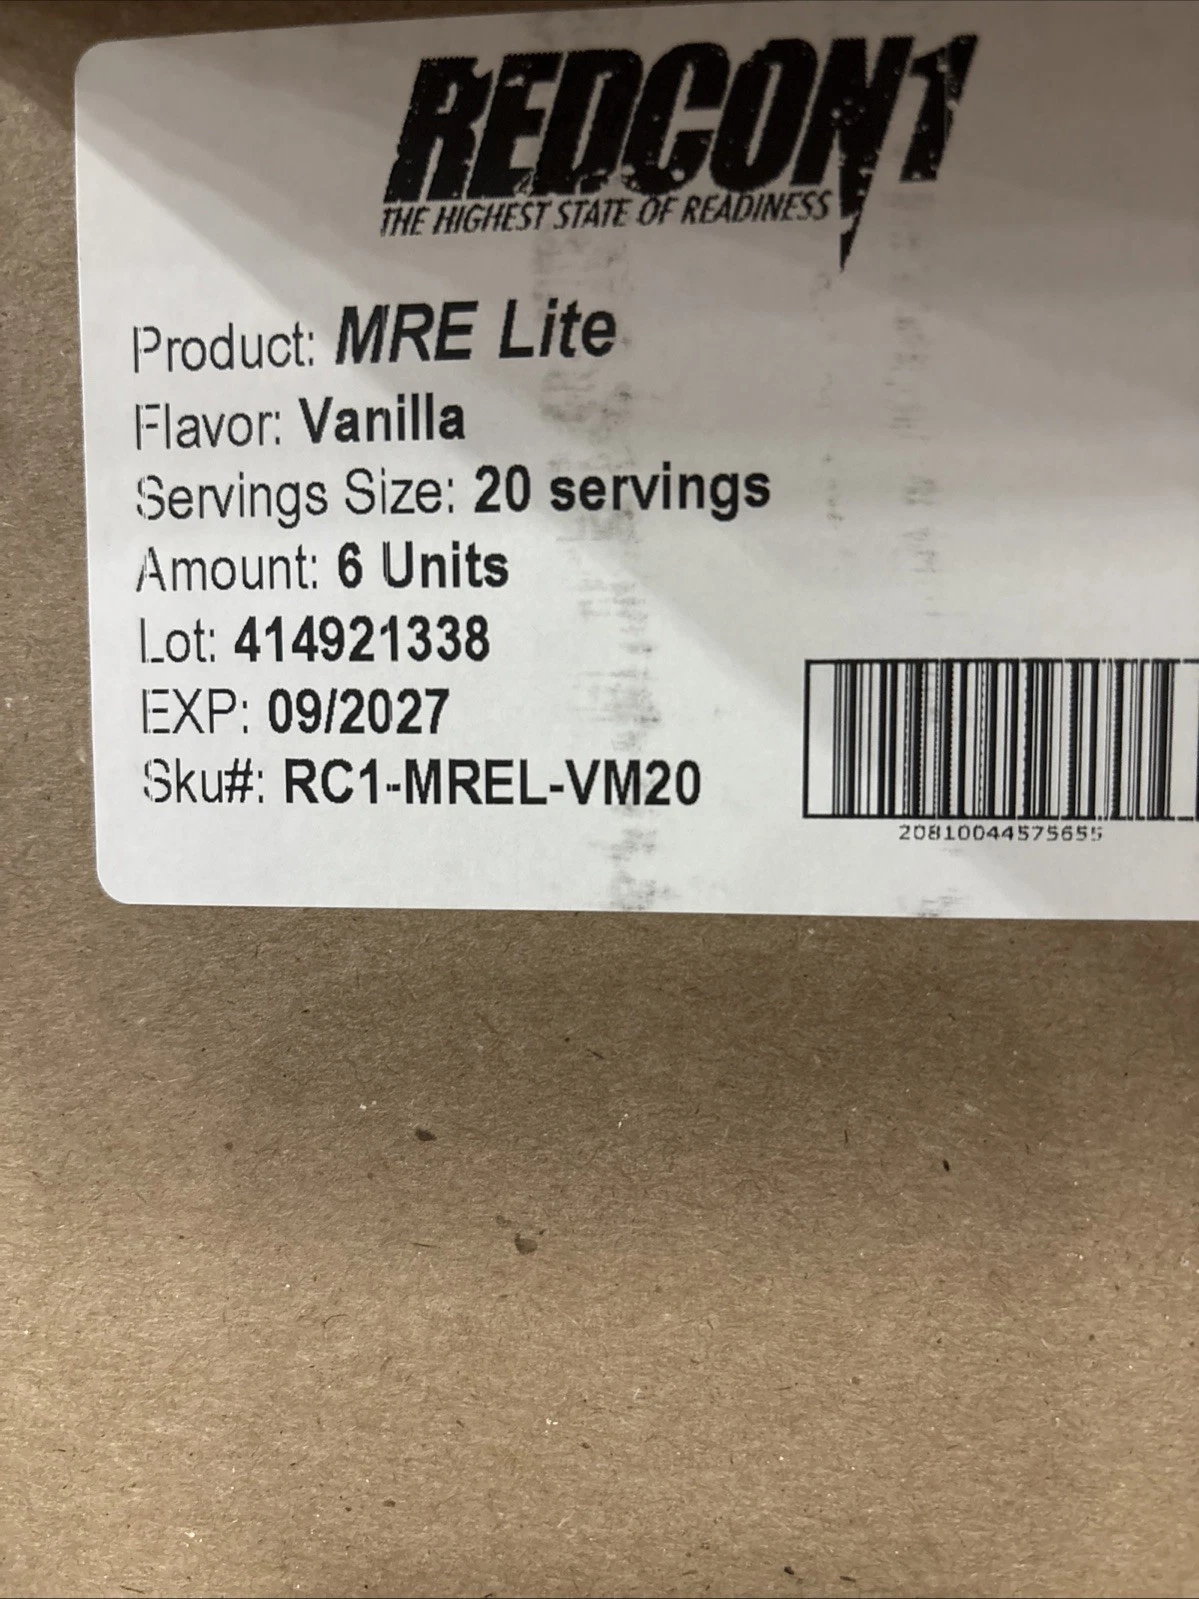 REDCON1
THE HIGHEST STATE OF READINESS
Product: MRE Lite
Flavor: Vanilla
Servings Size: 20 servings
Amount: 6 Units
Lot: 414921338
EXP: 09/2027
Sku#: RC1-MREL-VM20
20810044575655